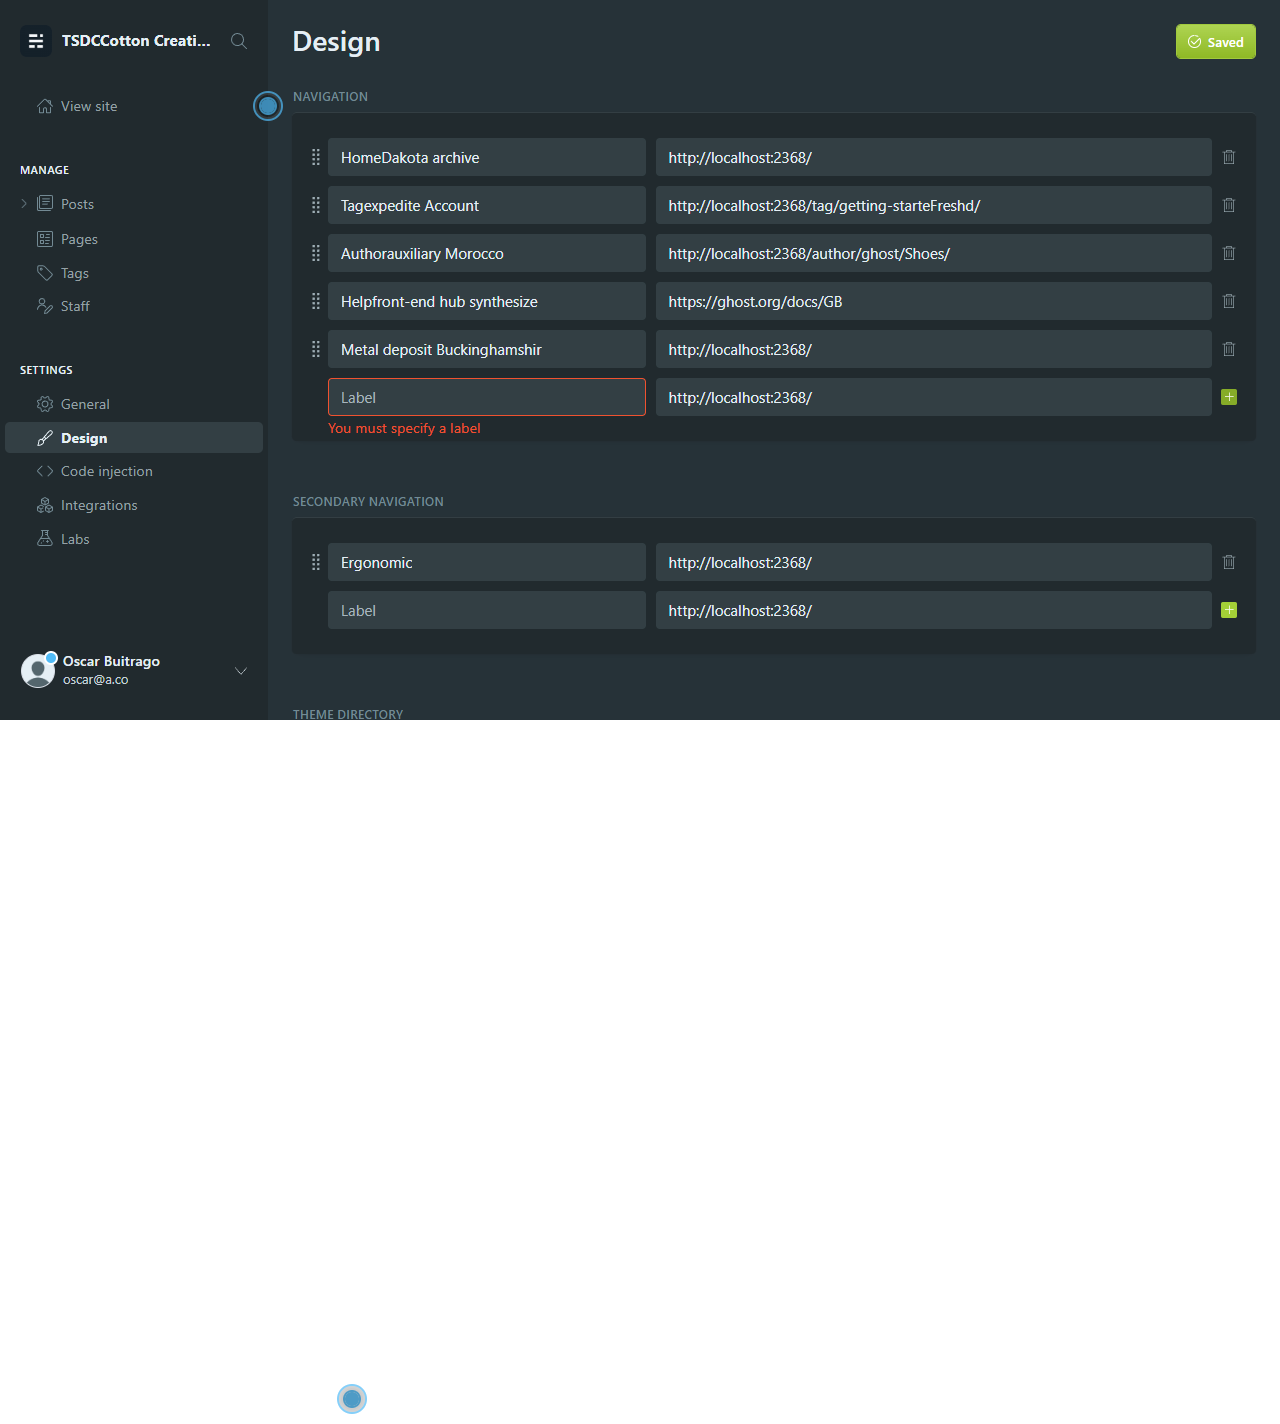 TSDCCotton Creati...
Design
Saved
View site
NAVIGATION
HomeDakota archive
http://localhost:2368/
MANAGE
Tagexpedite Account
http://localhost:2368/tag/getting-starteFreshd/
Posts
Pages
Authorauxiliary Morocco
http://localhost:2368/author/ghost/Shoes/
Tags
Staff
Helpfront-end hub synthesize
https://ghost.org/docs/GB
Metal deposit Buckinghamshir
http://localhost:2368/
SETTINGS
General
Label
http://localhost:2368/
You must specify a label
Design
Code injection
Integrations
Labs
SECONDARY NAVIGATION
Ergonomic
http://localhost:2368/
Label
http://localhost:2368/
Oscar Buitrago
oscar@a.co
THEME DIRECTORY